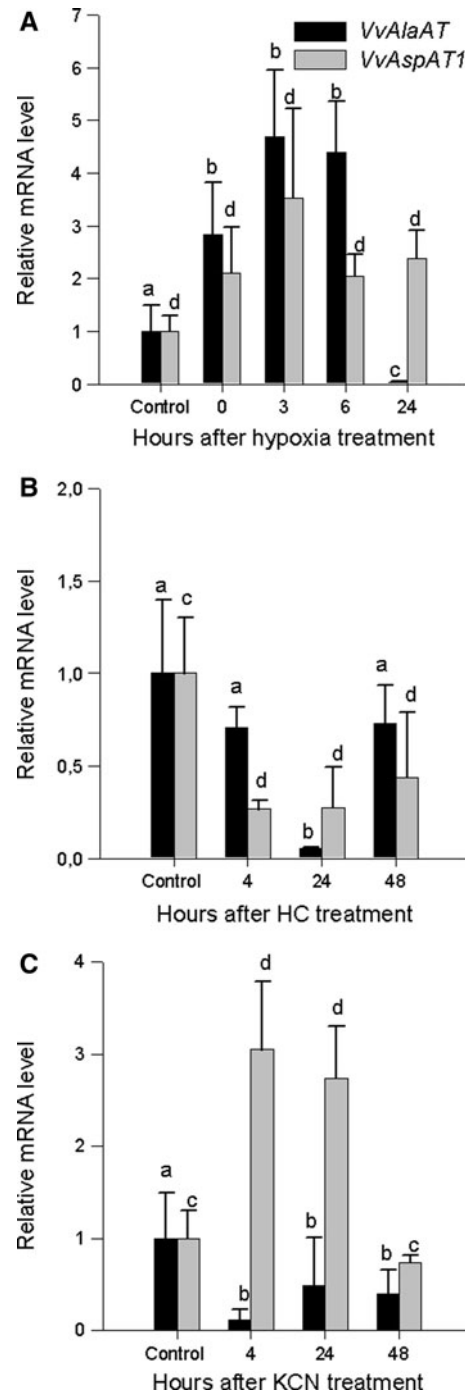 A
VvAlaAT
VvAspAT1
Relative mRNA level
7
6
5
4
3
2
1
0
a d b d b d b d c d
Control 0 3 6 24
Hours after hypoxia treatment
B
Relative mRNA level
2,0
1,5
1,0
0,5
0,0
a c a d b d a d
Control 4 24 48
Hours after HC treatment
C
Relative mRNA level
4
3
2
1
0
a c b d b d b c
Control 4 24 48
Hours after KCN treatment